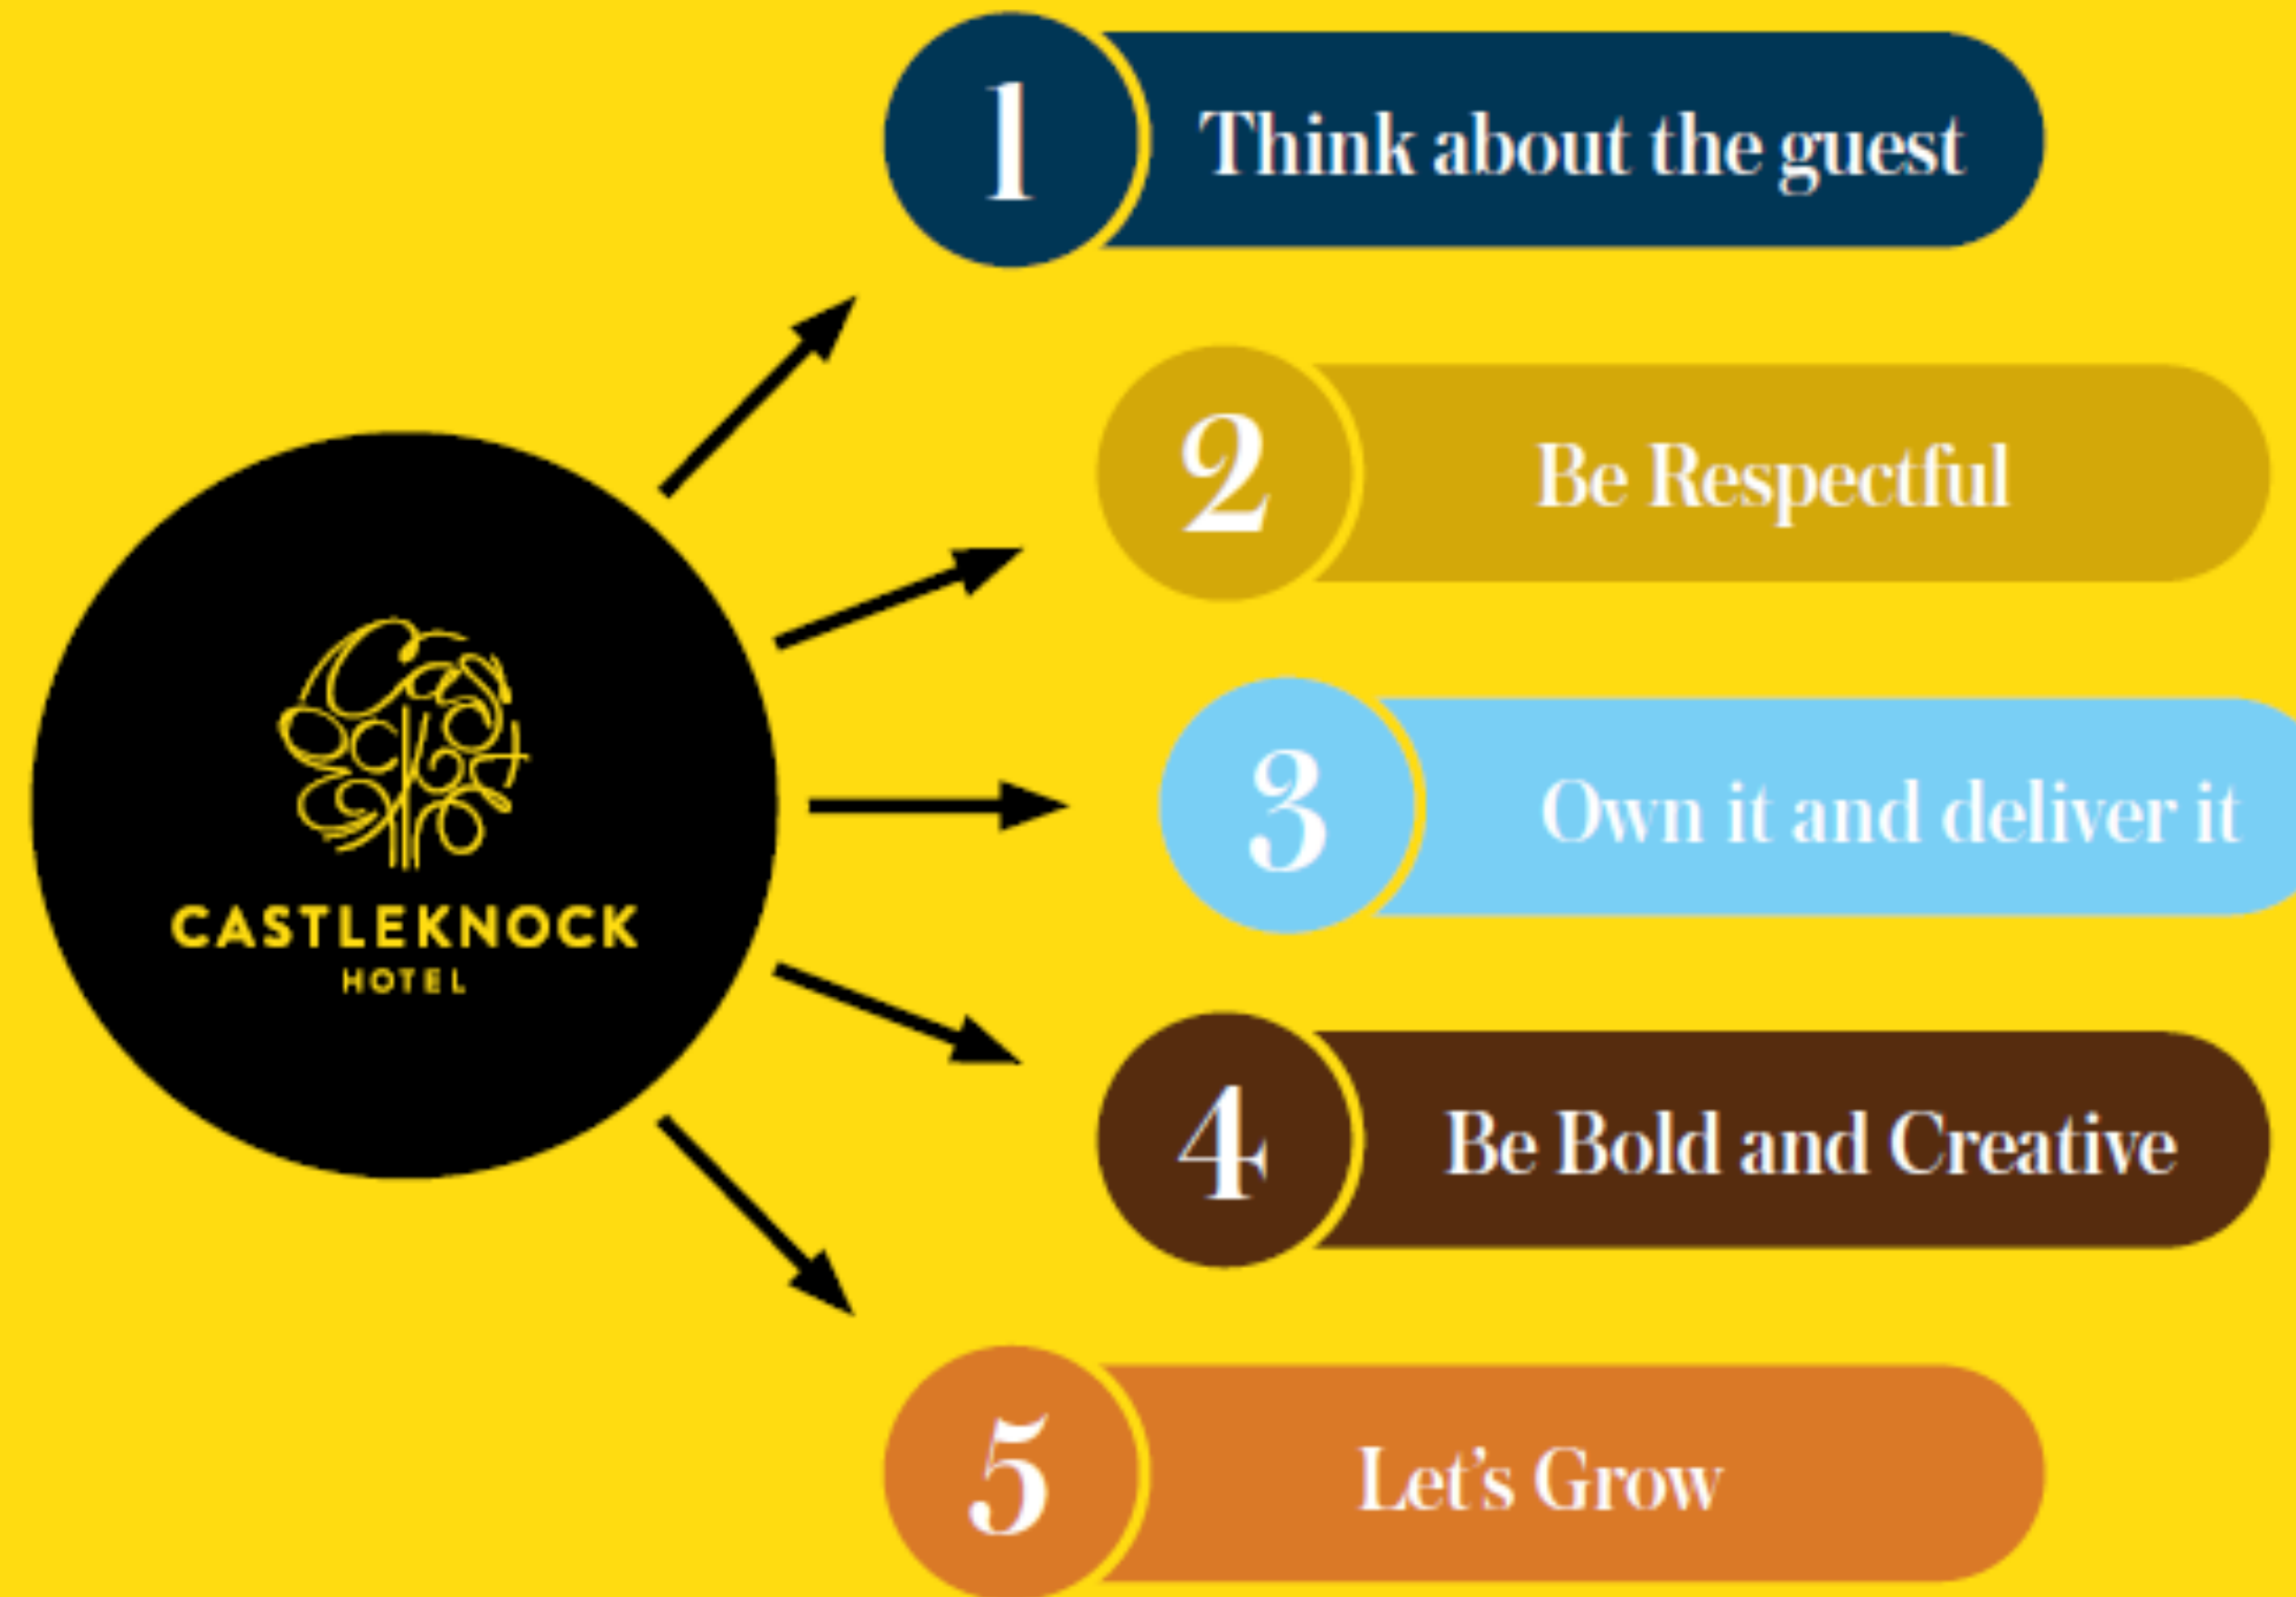 1
Think about the guest
2
Be Respectful
3
Own it and deliver it
CASTLEKNOCK
HOTEL
4
Be Bold and Creative
5
Let’s Grow